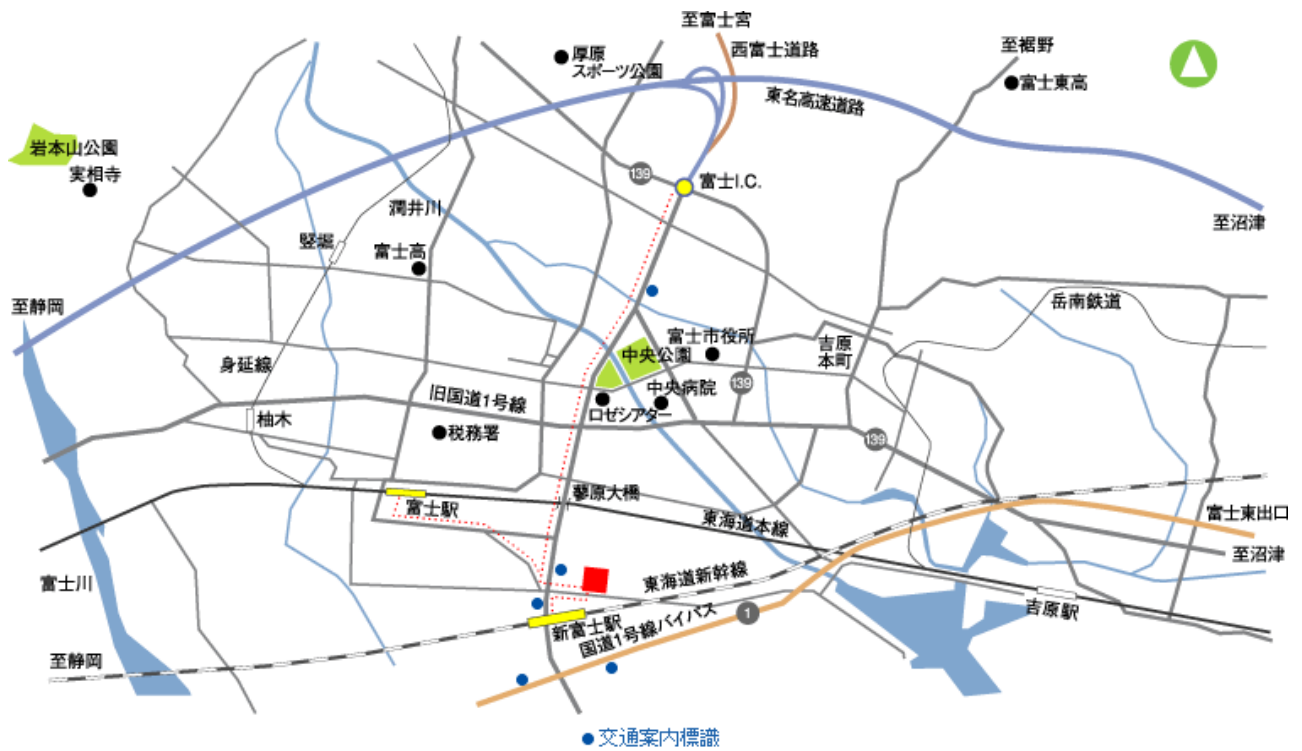 至富士宮
西富士道路
至裾野
厚原
スポーツ公園
富士東高
東名高速道路
岩本山公園
実相寺
139
富士I.C.
潤井川
至沼津
竪堀
富士高
至静岡
岳南鉄道
富士市役所
吉原
本町
中央公園
身延線
139
中央病院
旧国道1号線
ロゼシアター
柚木
税務署
139
蓼原大橋
富士駅
東海道本線
富士東出口
至沼津
富士川
東海道新幹線
吉原駅
1
新富士駅
国道1号線バイパス
至静岡
交通案内標識